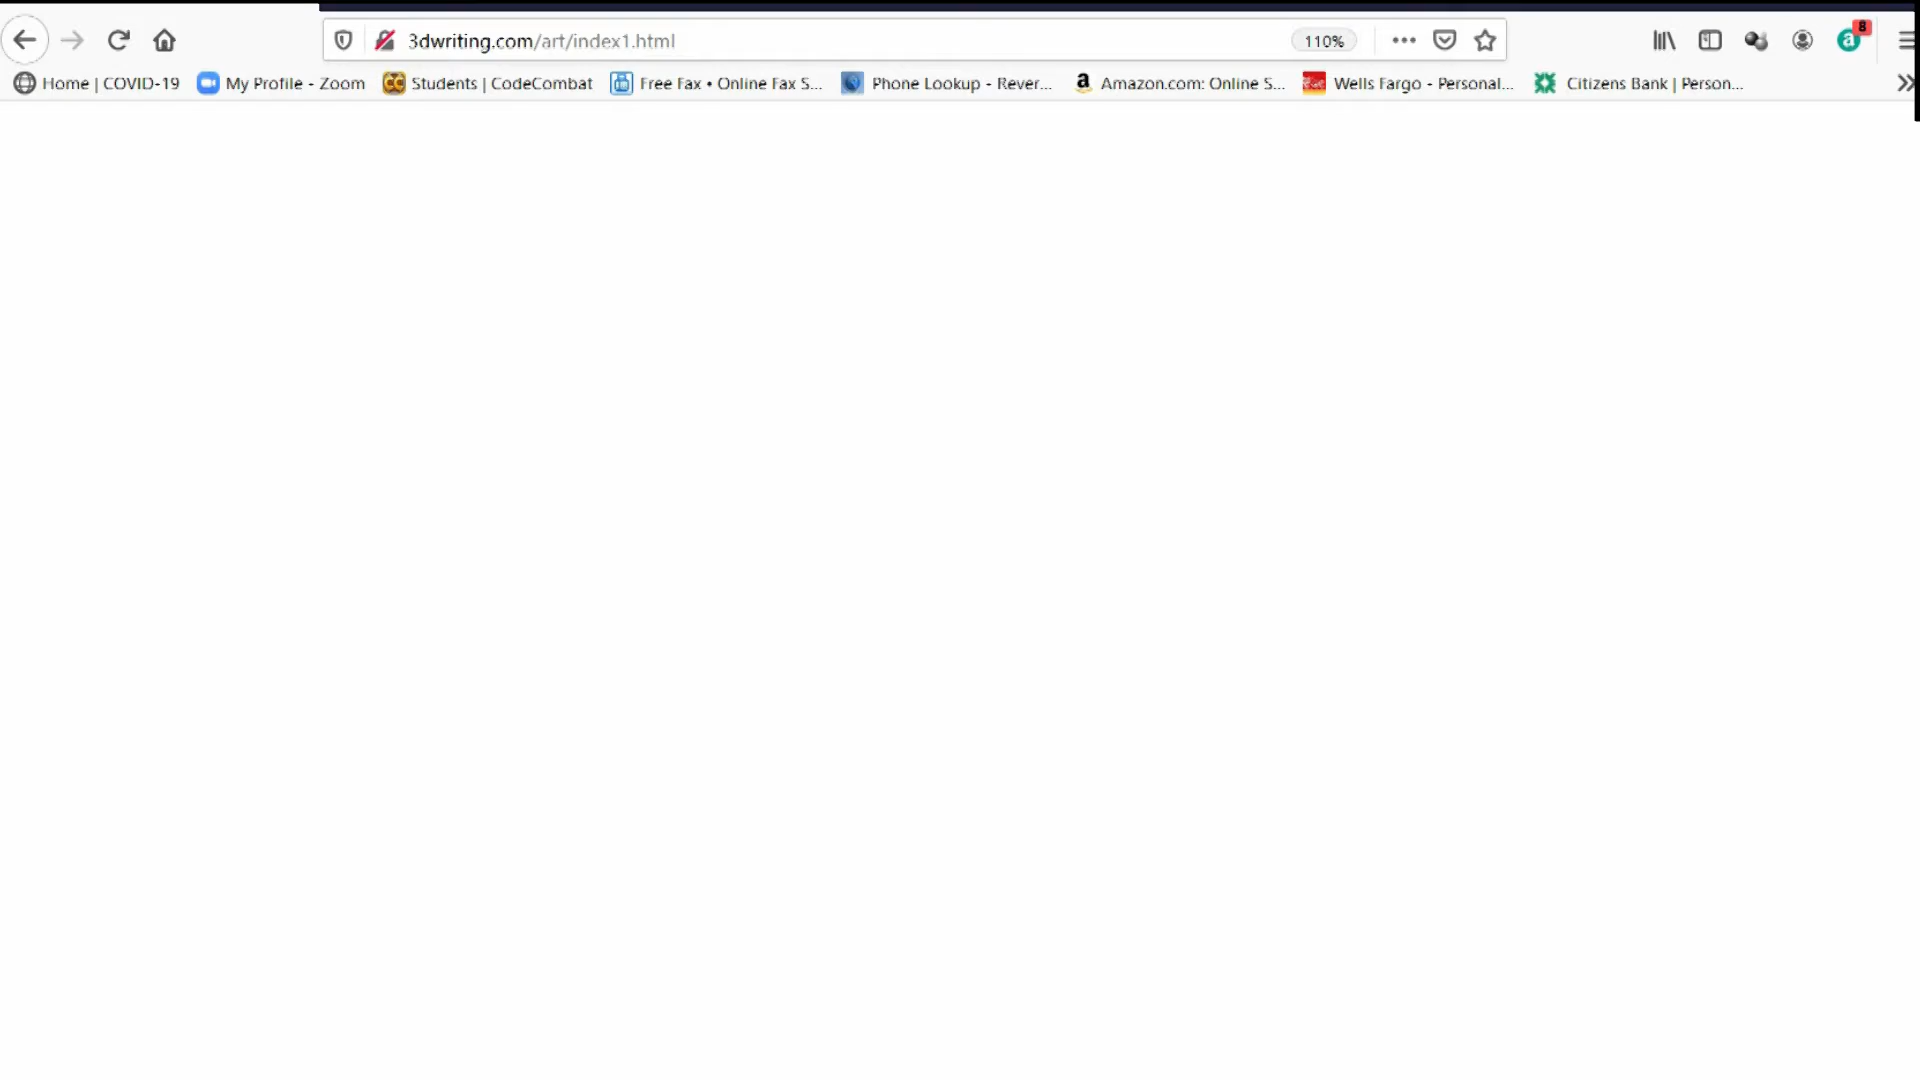 3dwriting.com/art/index1.html 110% 8
Home | COVID-19 My Profile - Zoom Students | CodeCombat Free Fax • Online Fax S... Phone Lookup - Rever... Amazon.com: Online S... Wells Fargo - Personal... Citizens Bank | Person...